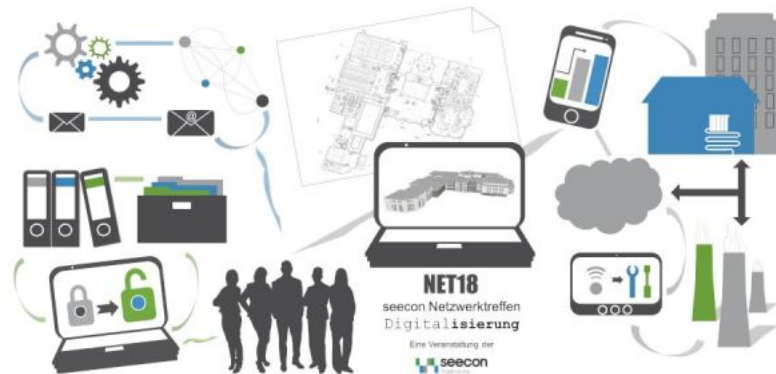 @
NET18
seecon Netzwerktreffen
Digitalisierung
Eine Veranstaltung der
seecon